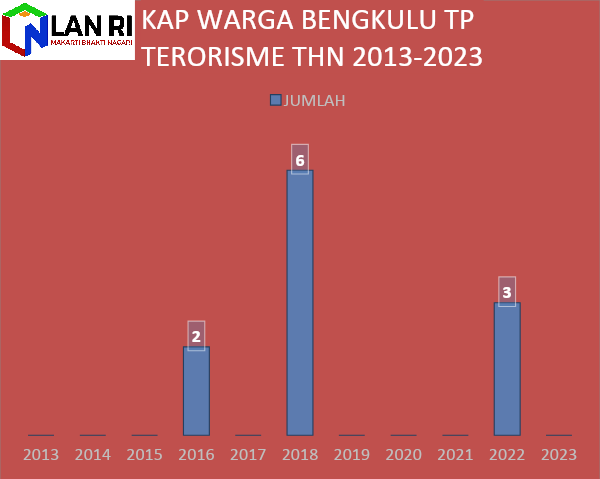 LAN RI
MAKARTI BHAKTI NAGARI
KAP WARGA BENGKULU TP
TERORISME THN 2013-2023
JUMLAH
6
3
2
2013 2014 2015 2016 2017 2018 2019 2020 2021 2022 2023